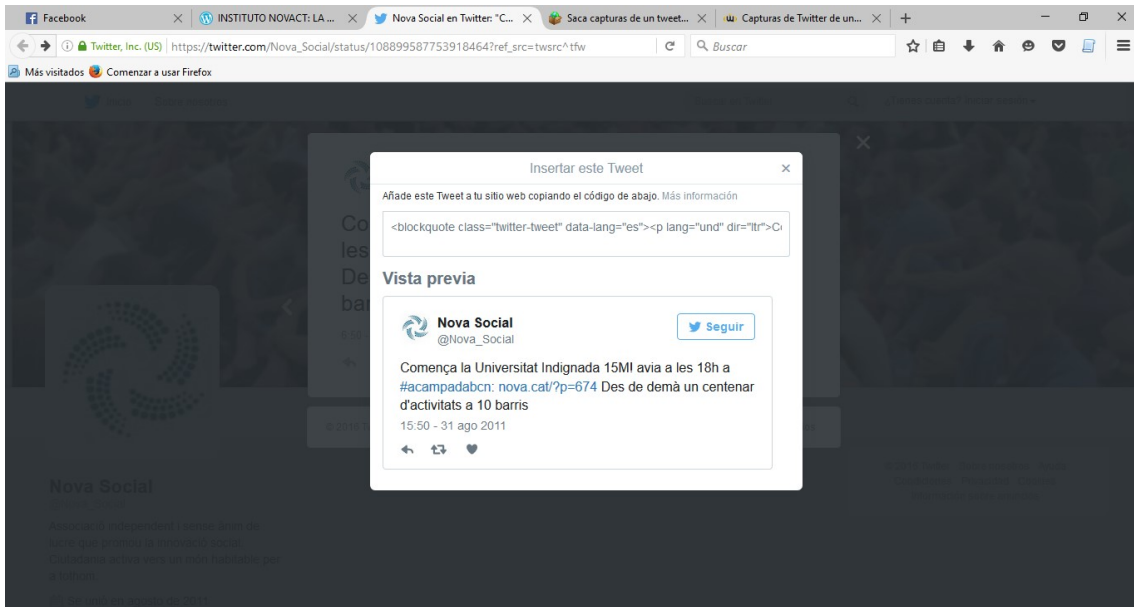 Facebook
INSTITUTO NOVACT: LA ...
Nova Social en Twitter: "C...
Saca capturas de un tweet...
Capturas de Twitter de un...
Twitter, Inc. (US)
https://twitter.com/Nova_Social/status/108899587753918464?ref_src=twsrc^tfw
Buscar
Más visitados
Comenzar a usar Firefox
Insertar este Tweet
Añade este Tweet a tu sitio web copiando el código de abajo. Más información
<blockquote class="twitter-tweet" data-lang="es"><p lang="und" dir="ltr">C
Vista previa
Nova Social
@Nova_Social
Seguir
Comença la Universitat Indignada 15MI avia a les 18h a
#acampadabcn: nova.cat/?p=674 Des de demà un centenar
d'activitats a 10 barris
15:50 - 31 ago 2011
Co
les
De
bar
Nova Social